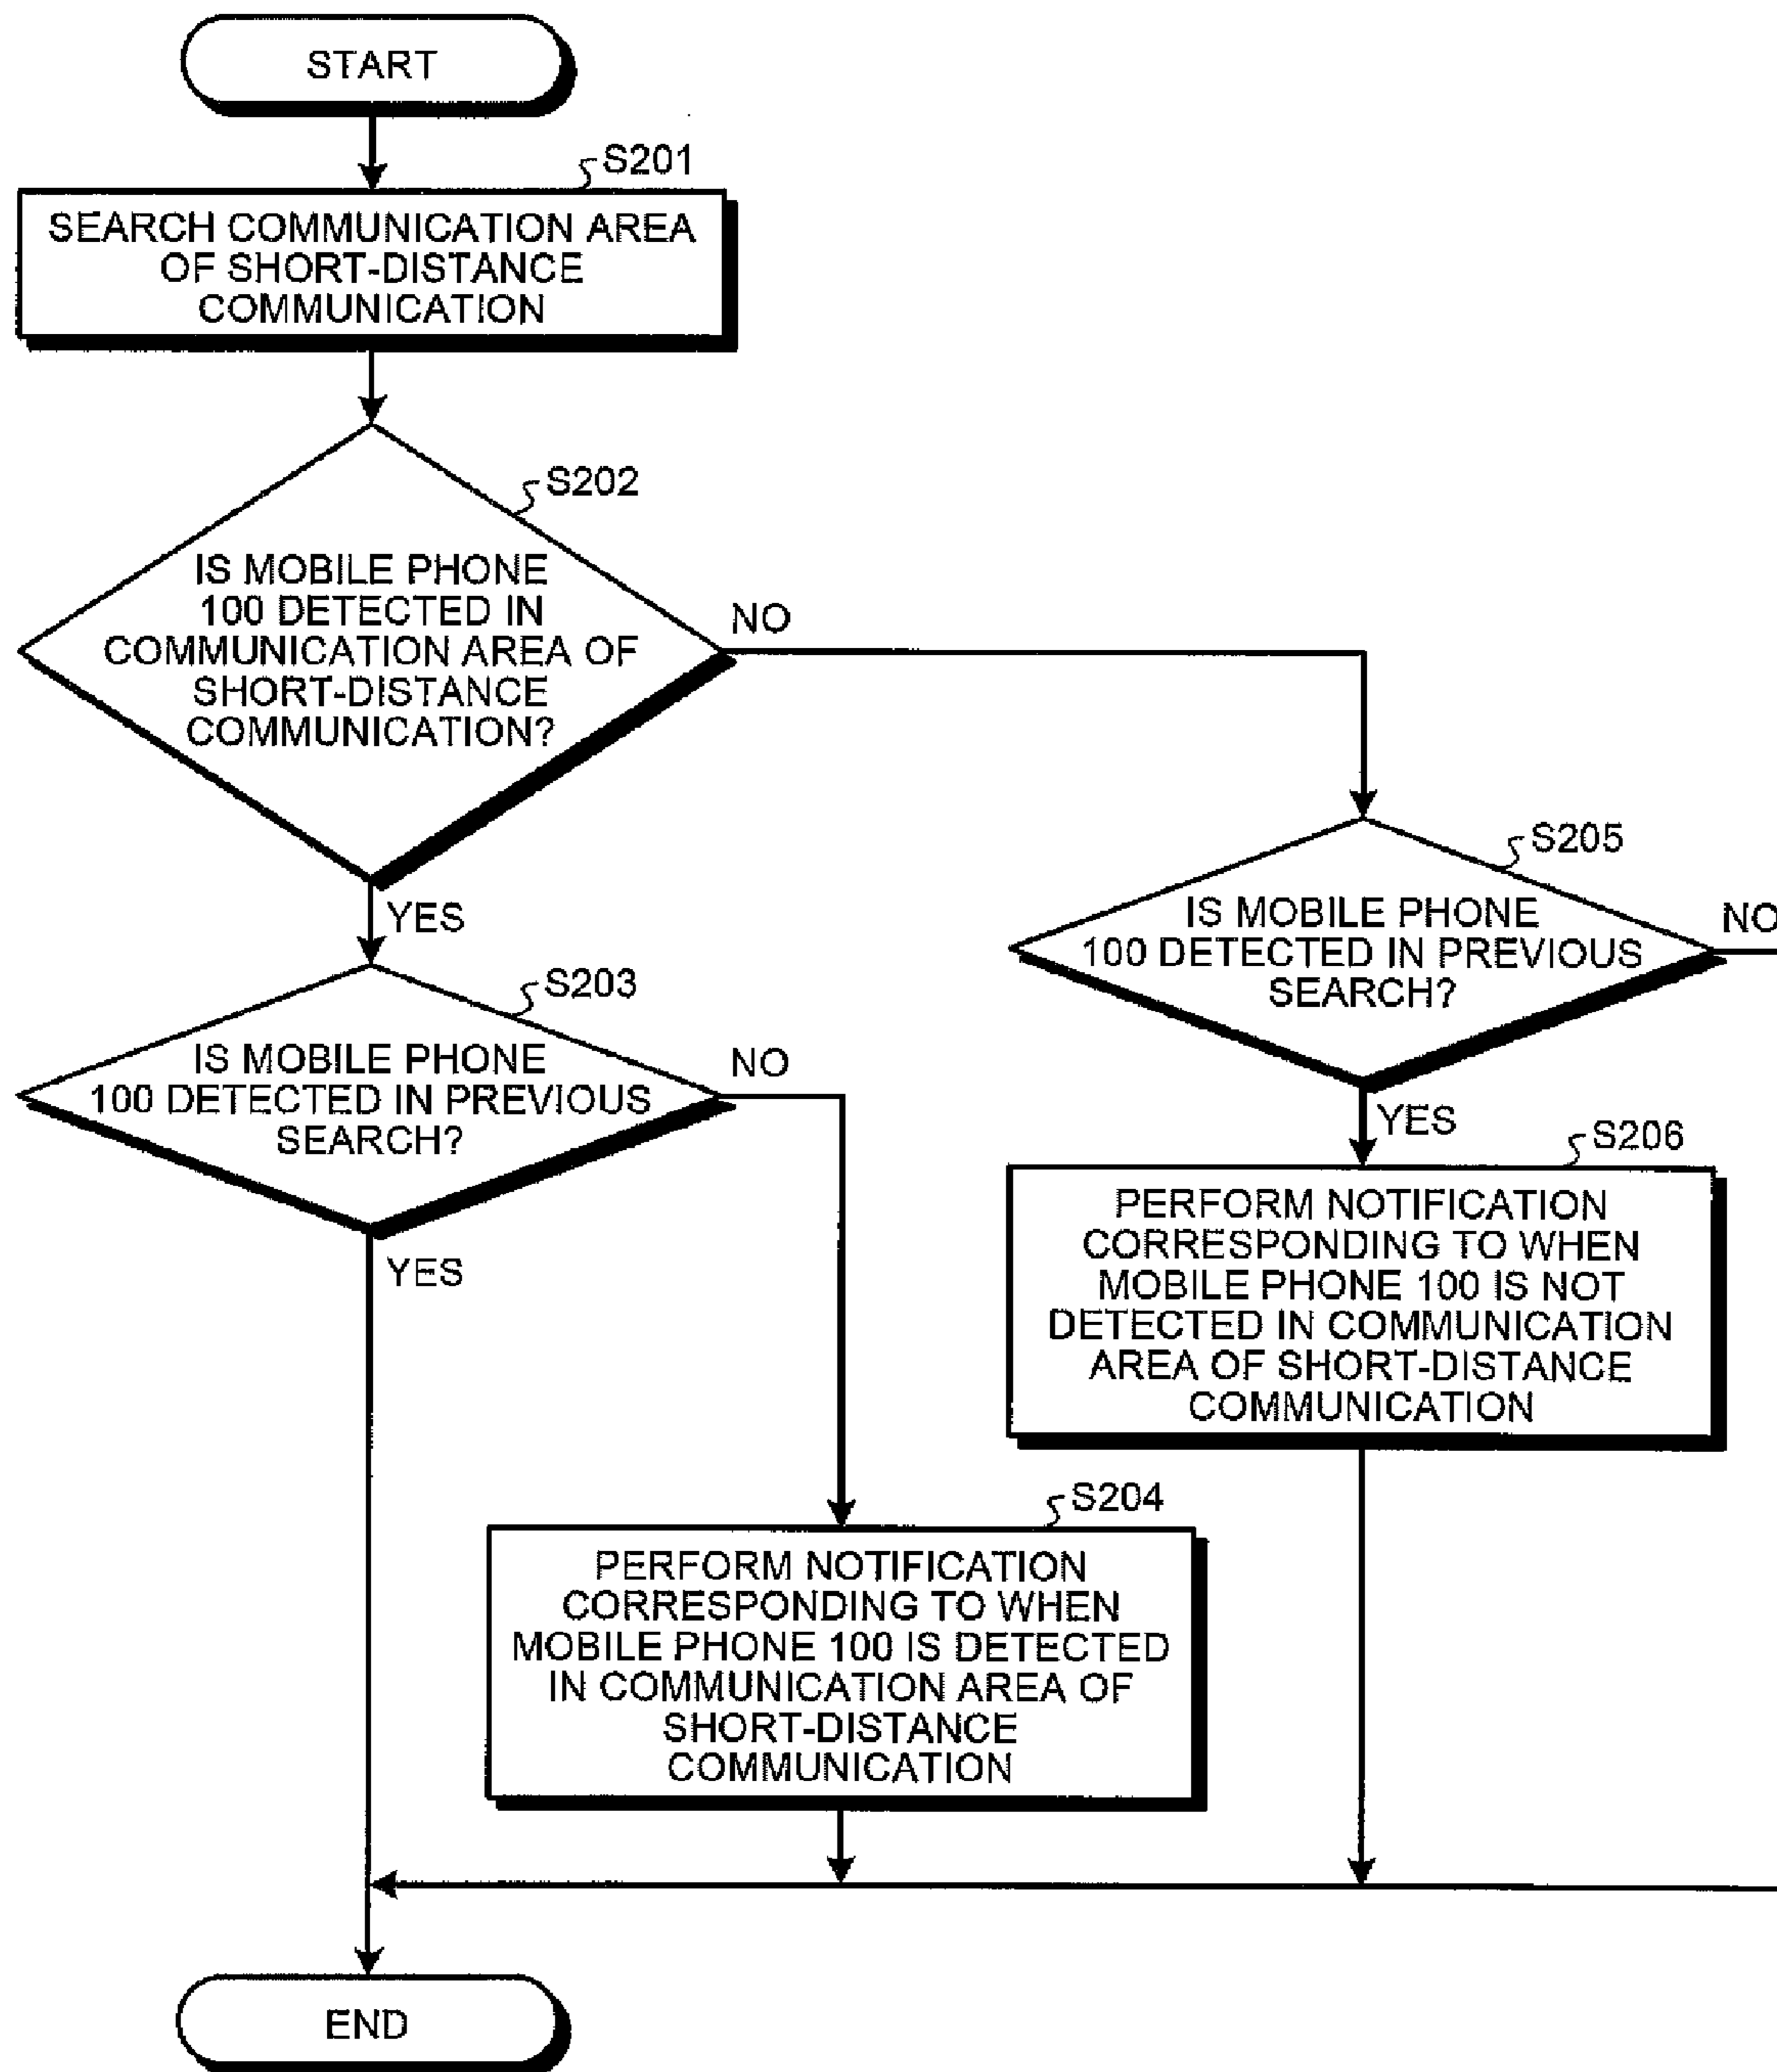 START
S201
SEARCH COMMUNICATION AREA
OF SHORT-DISTANCE
COMMUNICATION
S202
IS MOBILE PHONE
100 DETECTED IN
COMMUNICATION AREA OF
SHORT-DISTANCE
COMMUNICATION?
NO
YES
S203
IS MOBILE PHONE
100 DETECTED IN PREVIOUS
SEARCH?
NO
YES
S205
IS MOBILE PHONE
100 DETECTED IN PREVIOUS
SEARCH?
NO
YES
S206
PERFORM NOTIFICATION
CORRESPONDING TO WHEN
MOBILE PHONE 100 IS NOT
DETECTED IN COMMUNICATION
AREA OF SHORT-DISTANCE
COMMUNICATION
S204
PERFORM NOTIFICATION
CORRESPONDING TO WHEN
MOBILE PHONE 100 IS DETECTED
IN COMMUNICATION AREA OF
SHORT-DISTANCE
COMMUNICATION
END